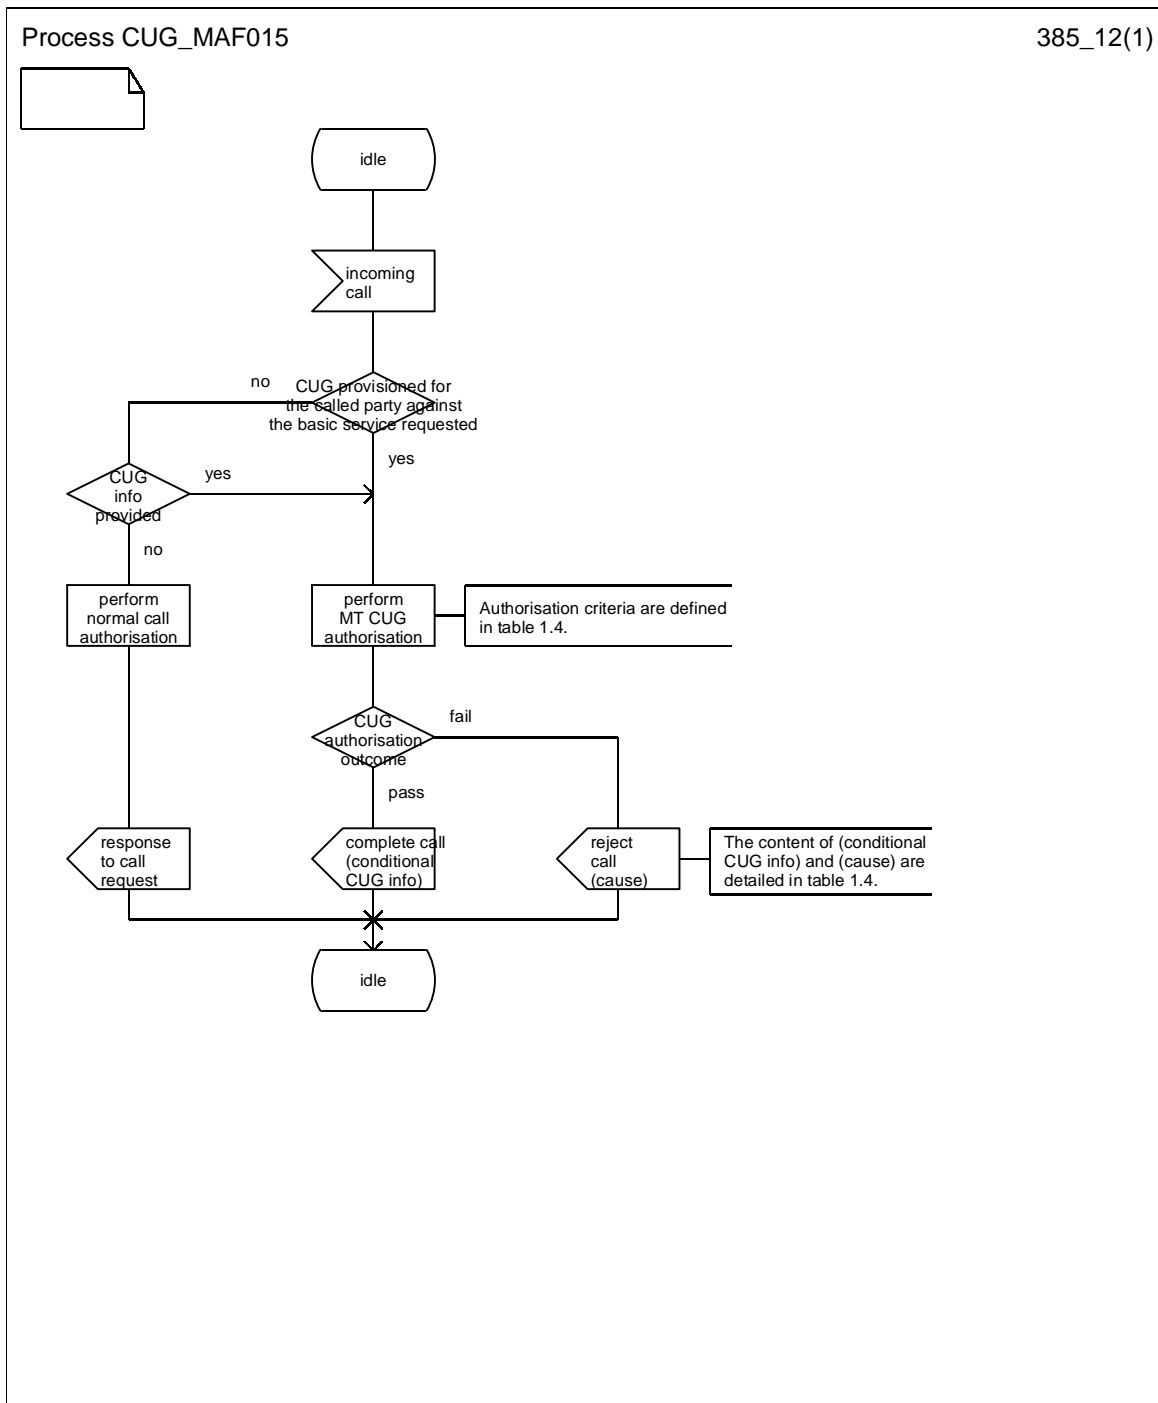 Process CUG_MAF015
385_12(1)
idle
incoming
call
no
CUG provisioned for
the called party against
the basic service requested
yes
CUG
info
provided
yes
no
perform
normal call
authorisation
perform
MT CUG
authorisation
Authorisation criteria are defined
in table 1.4.
CUG
authorisation
outcome
fail
pass
response
to call
request
complete call
(conditional
CUG info)
reject
call
(cause)
The content of (conditional
CUG info) and (cause) are
detailed in table 1.4.
idle